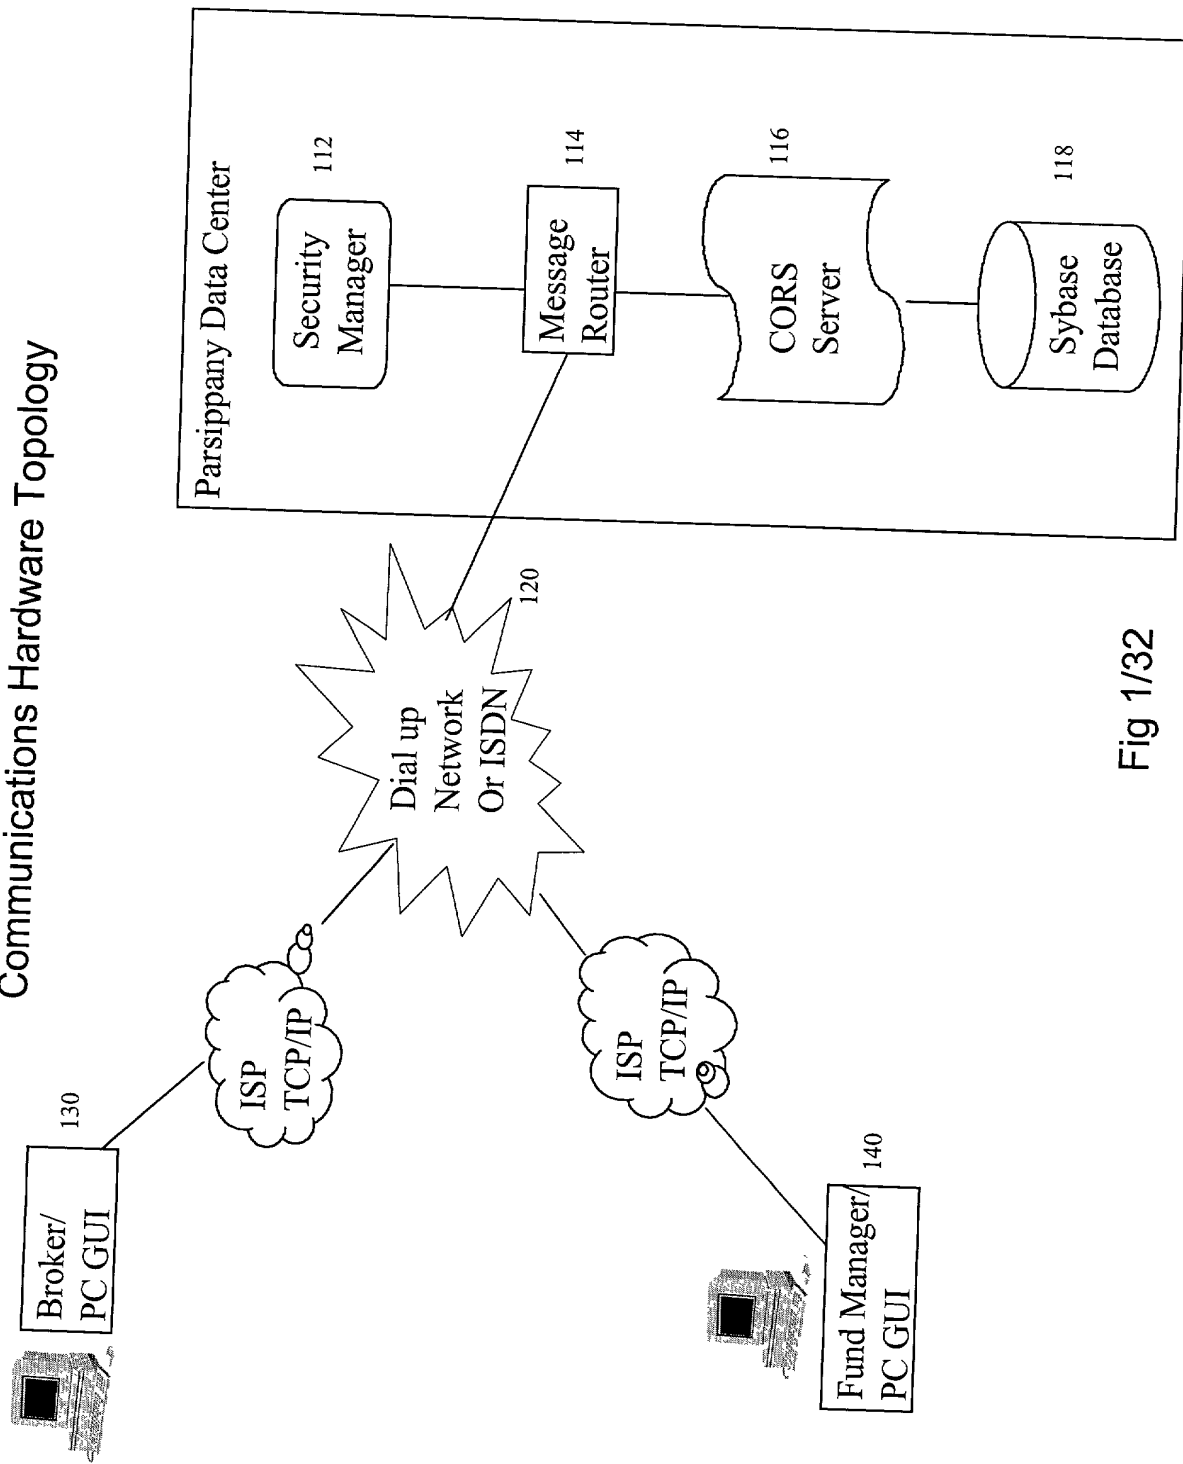 Communications Hardware Topology
Broker/
PC GUI
130
ISP
TCP/IP
Fund Manager/
PC GUI
140
ISP
TCP/IP
Dial up
Network
Or ISDN
120
Parsippany Data Center
Security
Manager
112
Message
Router
114
CORS
Server
116
Sybase
Database
118
Fig 1/32